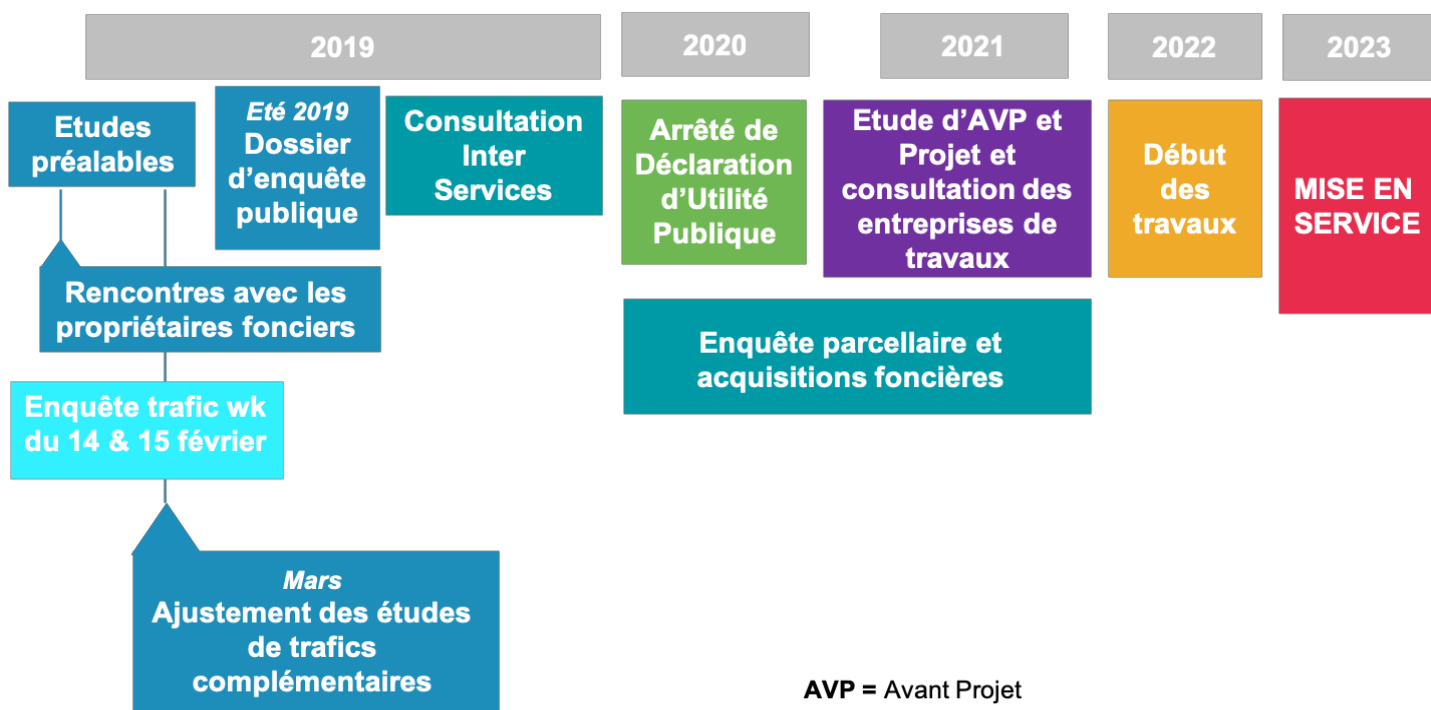 2019
2020
2021
2022
2023
Etudes
préalables
Eté 2019
Dossier
d'enquête
publique
Consultation
Inter
Services
Arrêté de
Déclaration
d'Utilité
Publique
Etude d'AVP et
Projet et
consultation des
entreprises de
travaux
Début
des
travaux
MISE EN
SERVICE
Rencontres avec les
propriétaires fonciers
Enquête parcellaire et
acquisitions foncières
Enquête trafic wk
du 14 & 15 février
Mars
Ajustement des études
de trafics
complémentaires
AVP = Avant Projet